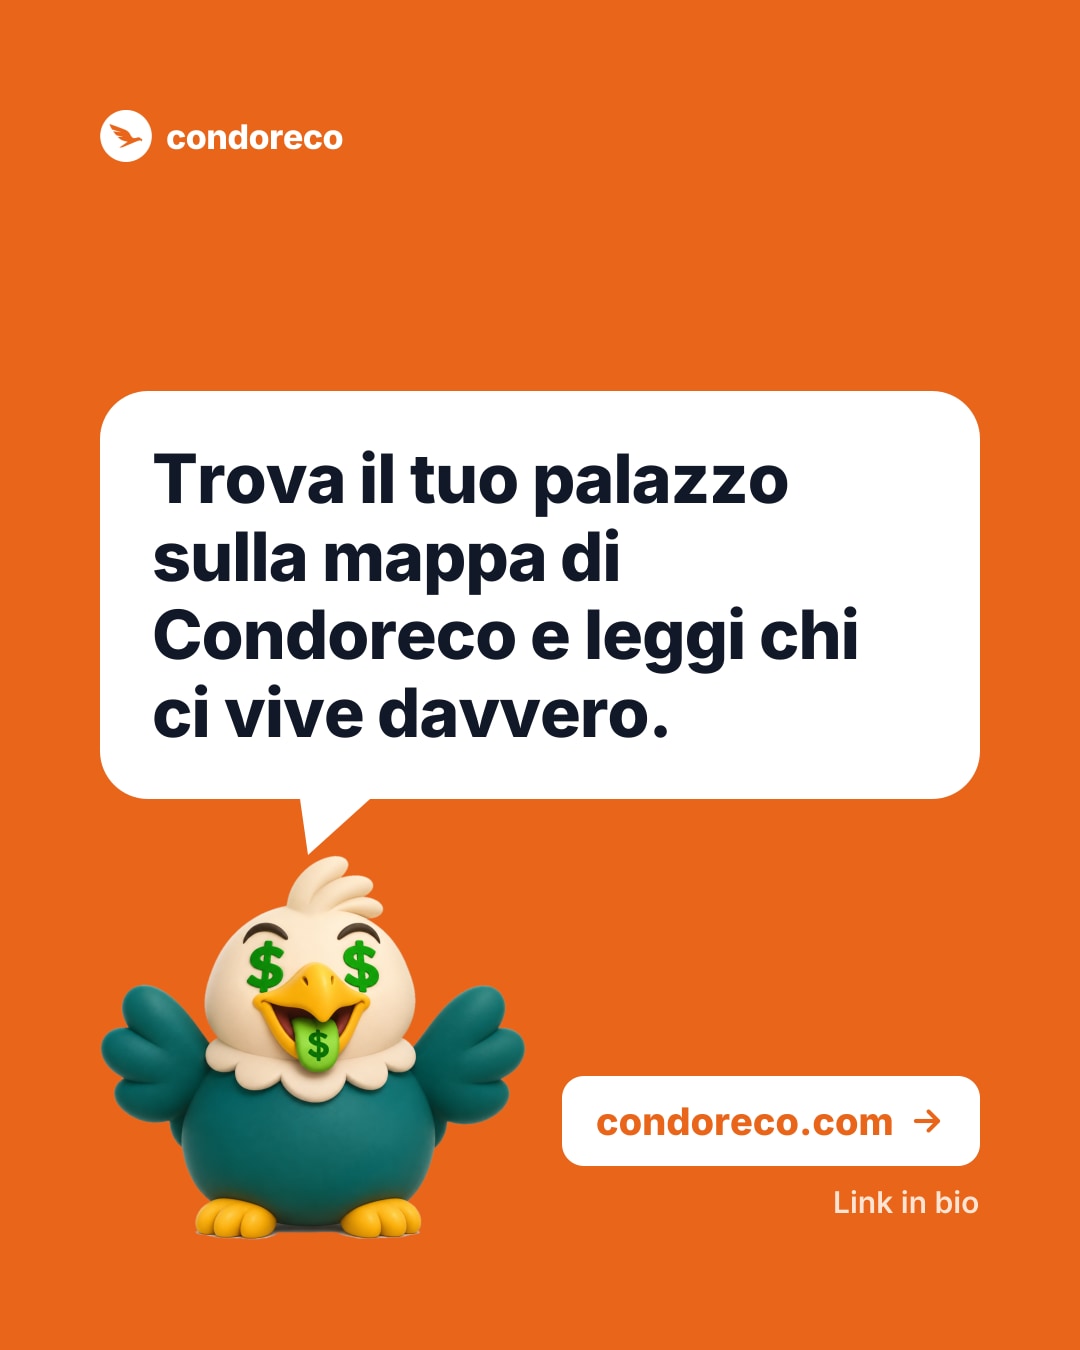 condoreco
Trova il tuo palazzo
sulla mappa di
Condoreco e leggi chi
ci vive davvero.
$ $
$
condoreco.com →
Link in bio